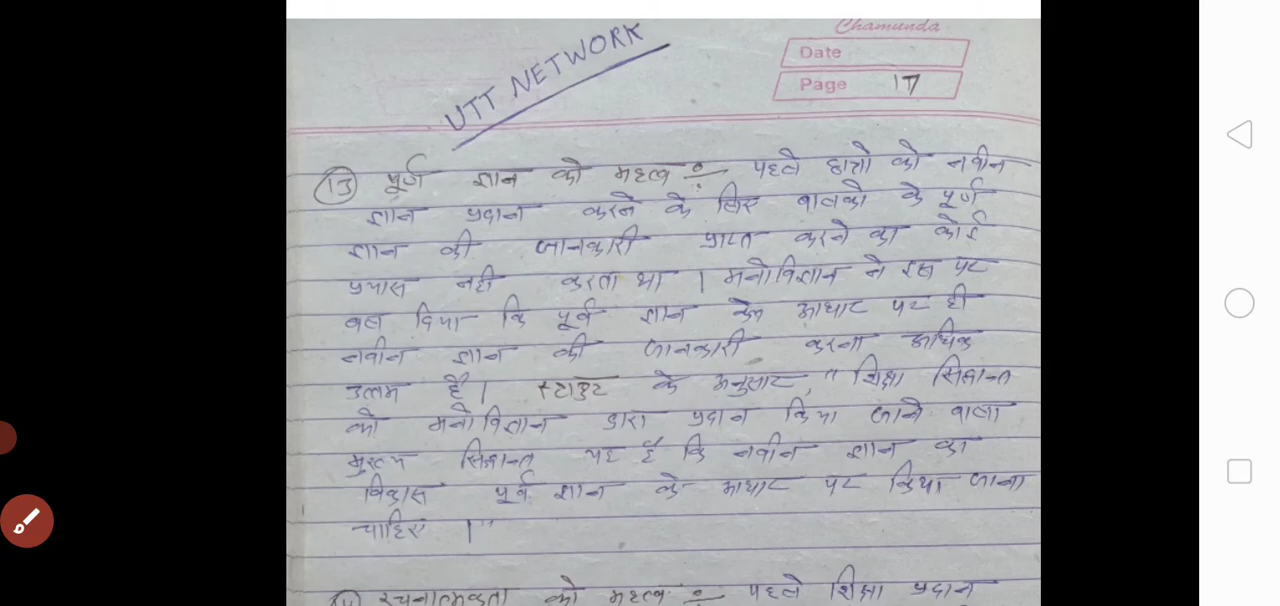 Chamunda
UTT NETWORK
Date
Page 17
(13) पूर्ण ज्ञान को महत्व ÷ पहले छात्रो को नवीन
ज्ञान प्रदान करने के लिए बालको के पूर्ण
ज्ञान की जानकारी प्राप्त करने का कोई
प्रयास नही करता था । मनोविज्ञान ने इस पर
बल दिया कि पूर्व ज्ञान के आधार पर ही
नवीन ज्ञान की जानकारी करना अधिक
उत्तम है। स्टाउट के अनुसार, "शिक्षा सिद्धान्त
को मनोविज्ञान द्वारा प्रदान किया जाने वाला
मुख्य सिद्धान्त यह है कि नवीन ज्ञान का
विकास पूर्व ज्ञान के आधार पर किया जाना
चाहिए ।"
रचनात्मकता को महत्व ÷ पहले शिक्षा प्रदान